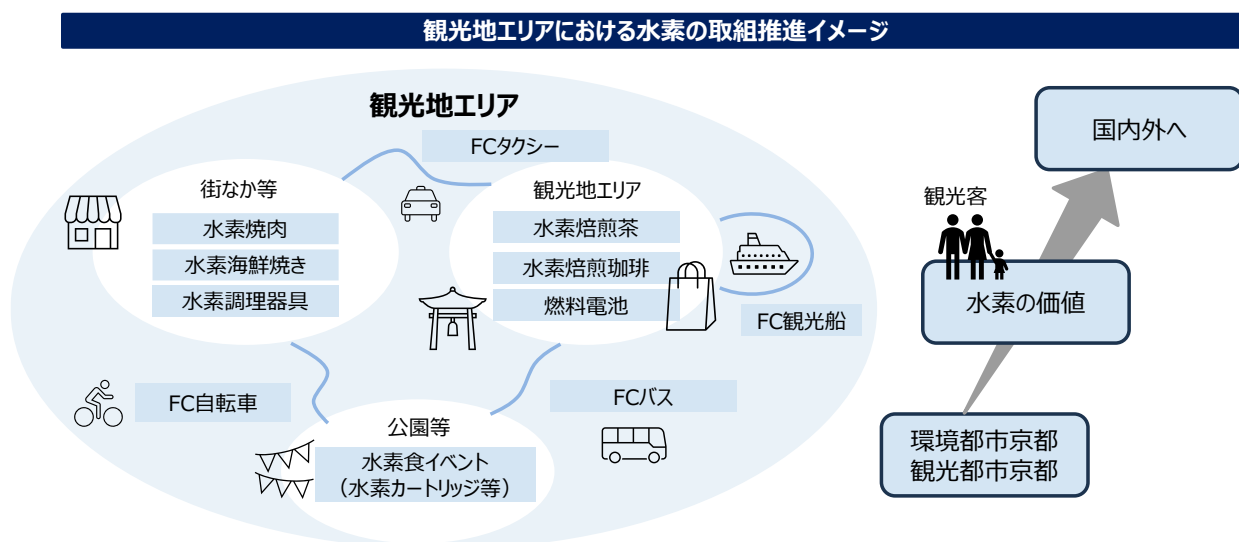 観光地エリアにおける水素の取組推進イメージ
観光地エリア
FCタクシー
街なか等
水素焼肉
水素海鮮焼き
水素調理器具
観光地エリア
水素焙煎茶
水素焙煎珈琲
燃料電池
FC観光船
FC自転車
FCバス
公園等
水素食イベント
（水素カートリッジ等）
国内外へ
観光客
水素の価値
環境都市京都
観光都市京都